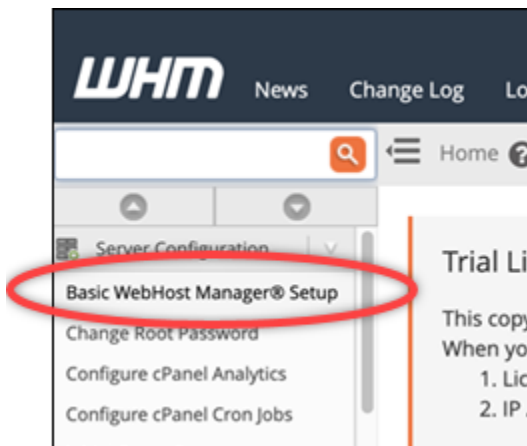 WHM News Change Log Lo
Home
Server Configuration
Trial Li
Basic WebHost Manager® Setup
This copy
Change Root Password
When yo
Configure cPanel Analytics
1. Lic
Configure cPanel Cron Jobs
2. IP